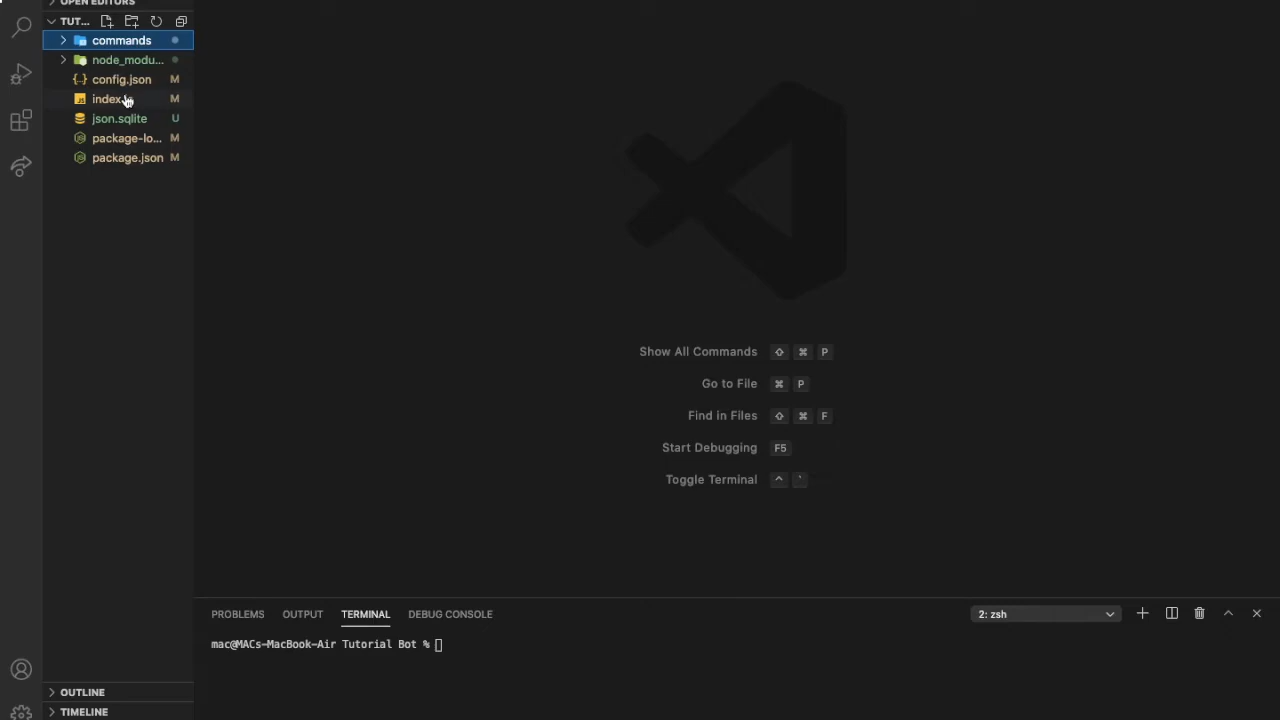 OPEN EDITORS
TUT...
commands
node_modu...
config.json M
index.js M
json.sqlite U
package-lo... M
package.json M
Show All Commands ⇧ ⌘ P
Go to File ⌘ P
Find in Files ⇧ ⌘ F
Start Debugging F5
Toggle Terminal ^ `
PROBLEMS OUTPUT TERMINAL DEBUG CONSOLE 2: zsh
mac@MACs-MacBook-Air Tutorial Bot %
OUTLINE
TIMELINE